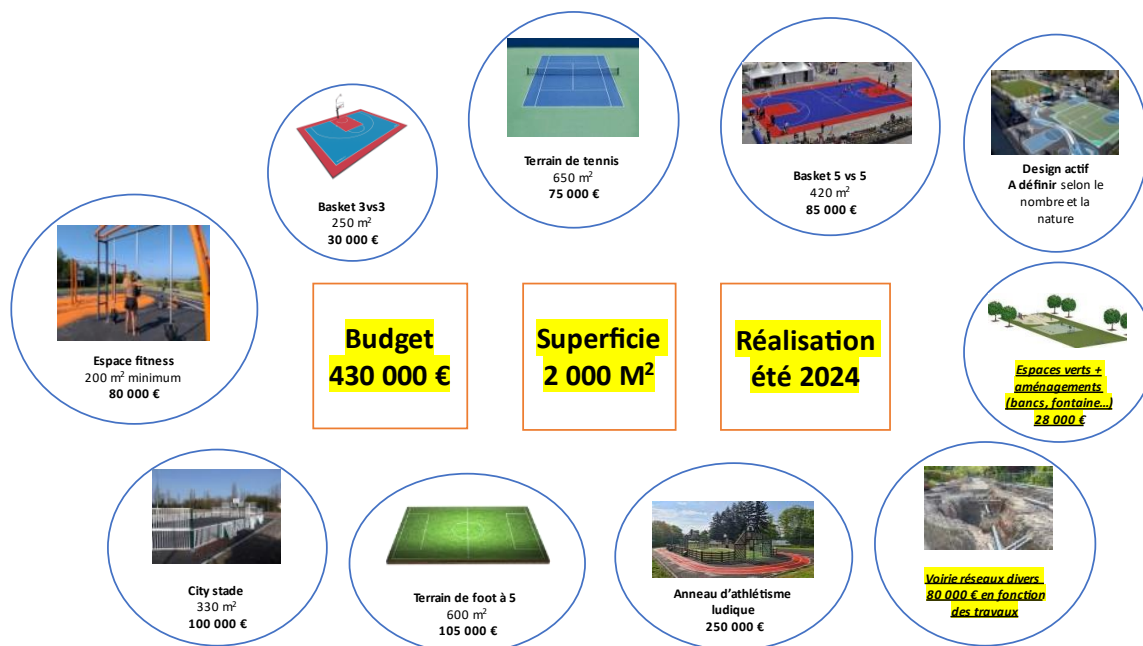 Terrain de tennis
650 m²
75 000 €
Basket 5 vs 5
420 m²
85 000 €
Design actif
A définir selon le
nombre et la
nature
Basket 3vs3
250 m²
30 000 €
Espace fitness
200 m² minimum
80 000 €
Budget
430 000 €
Superficie
2 000 M²
Réalisation
été 2024
Espaces verts +
aménagements
(bancs, fontaine...)
28 000 €
City stade
330 m²
100 000 €
Terrain de foot à 5
600 m²
105 000 €
Anneau d'athlétisme
ludique
250 000 €
Voirie réseaux divers
80 000 € en fonction
des travaux